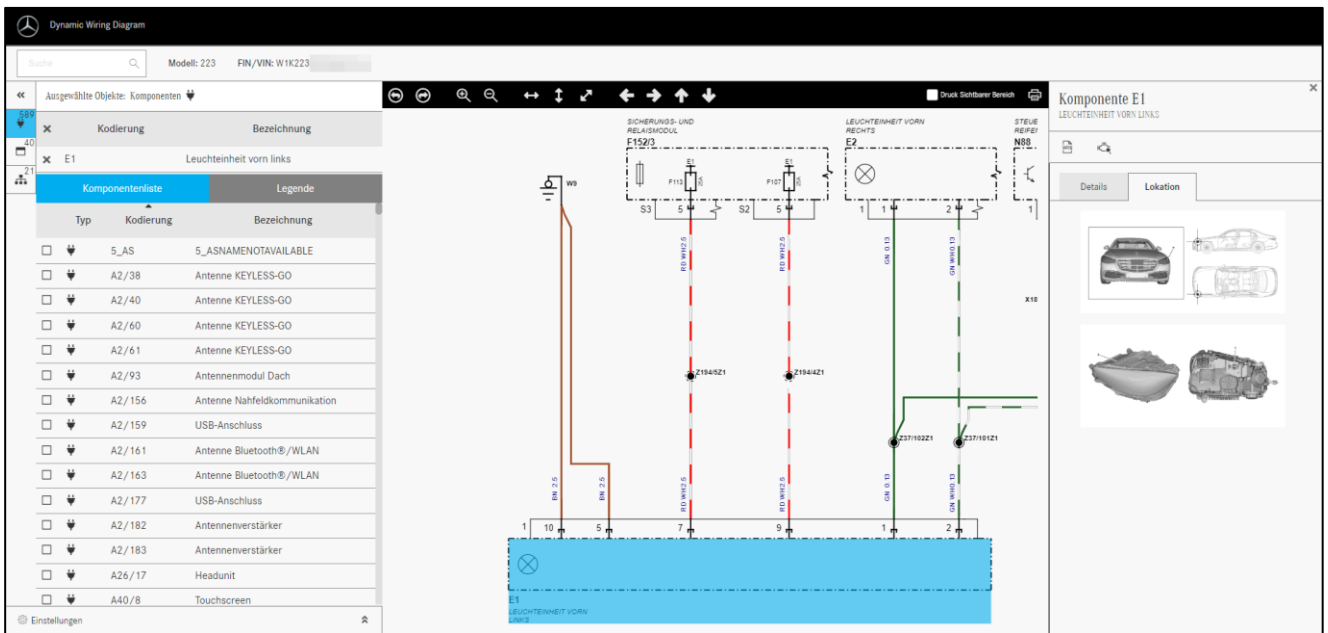 Dynamic Wiring Diagram
Suche
Modell: 223 FIN/VIN: W1K223
Ausgewählte Objekte: Komponenten
589
40
21
Kodierung Bezeichnung
E1 Leuchteinheit vorn links
Komponentenliste Legende
Typ Kodierung Bezeichnung
5_AS 5_ASNAMENOTAVAILABLE
A2/38 Antenne KEYLESS-GO
A2/40 Antenne KEYLESS-GO
A2/60 Antenne KEYLESS-GO
A2/61 Antenne KEYLESS-GO
A2/93 Antennenmodul Dach
A2/156 Antenne Nahfeldkommunikation
A2/159 USB-Anschluss
A2/161 Antenne Bluetooth®/WLAN
A2/163 Antenne Bluetooth®/WLAN
A2/177 USB-Anschluss
A2/182 Antennenverstärker
A2/183 Antennenverstärker
A26/17 Headunit
A40/8 Touchscreen
Einstellungen
Druck Sichtbarer Bereich
SICHERUNGS- UND
RELAISMODUL
F152/3
LEUCHTEINHEIT VORN
RECHTS
E2
STEUE
REIFEI
N88
W9
E1 E1
F113 25A F107 25A
S3 5 S2 5 1 1 2 1
RD WH2.5 RD WH2.5 GN 0.13 GN WH0.13
X18
Z194/5Z1 Z194/4Z1
Z37/102Z1 Z37/101Z1
BN 2.5 BN 2.5 RD WH2.5 RD WH2.5 GN 0.13 GN WH0.13
1 10 5 7 9 1 2
E1
LEUCHTEINHEIT VORN
LINKS
Komponente E1
LEUCHTEINHEIT VORN LINKS
Details Lokation